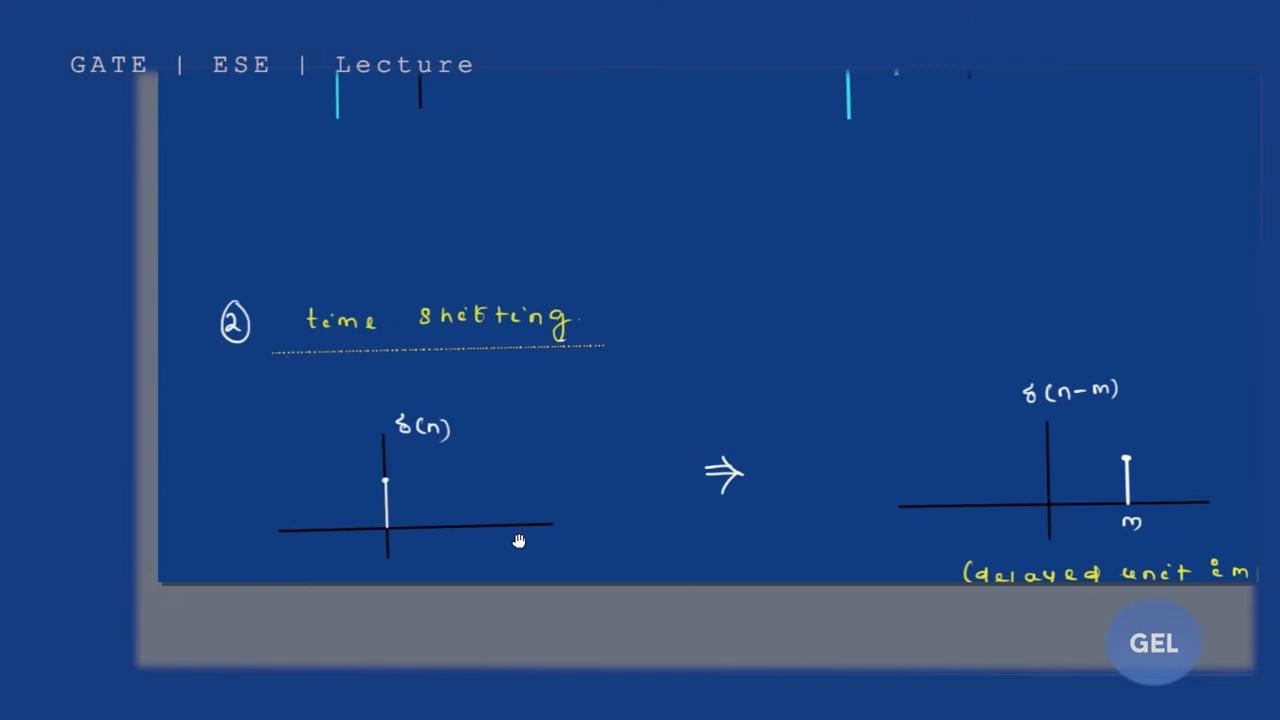 GATE | ESE | Lecture
② time shifting.
δ(n)
⇒
δ(n-m)
m
(delayed unit im
GEL